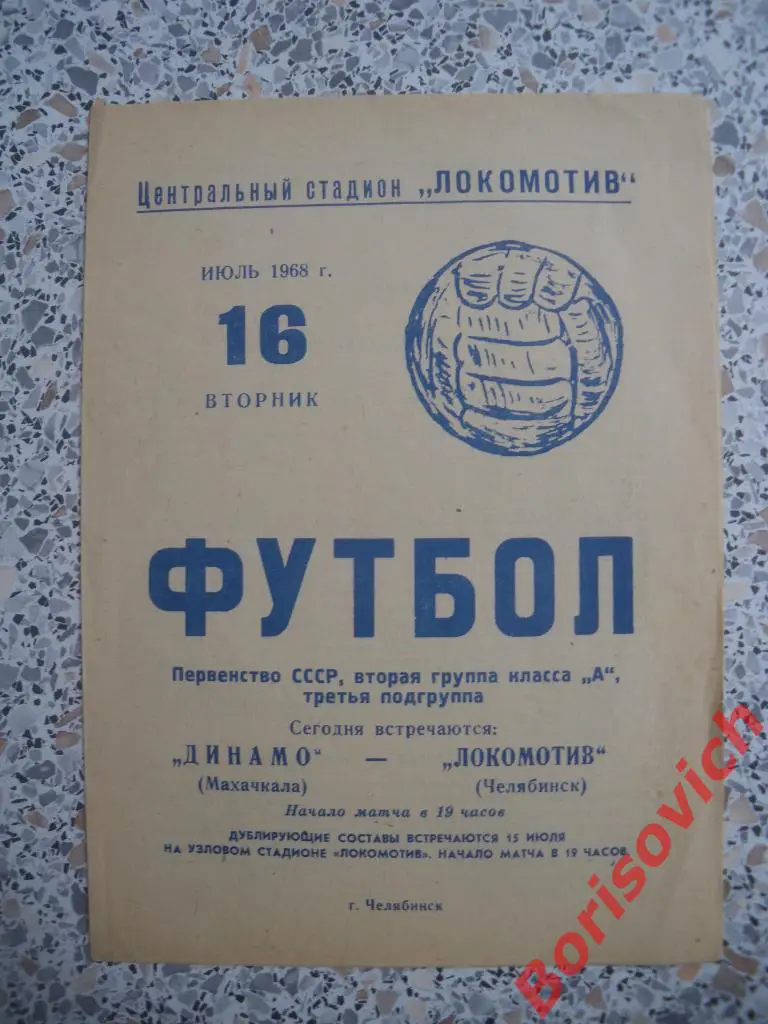 Центральный стадион „ЛОКОМОТИВ“
ИЮЛЬ 1968 г.
16
ВТОРНИК
ФУТБОЛ
Первенство СССР, вторая группа класса „А“,
третья подгруппа
Сегодня встречаются:
„ДИНАМО“ — „ЛОКОМОТИВ“
(Махачкала) (Челябинск)
Начало матча в 19 часов
ДУБЛИРУЮЩИЕ СОСТАВЫ ВСТРЕЧАЮТСЯ 15 ИЮЛЯ
НА УЗЛОВОМ СТАДИОНЕ «ЛОКОМОТИВ». НАЧАЛО МАТЧА В 19 ЧАСОВ.
г. Челябинск
Borisovich